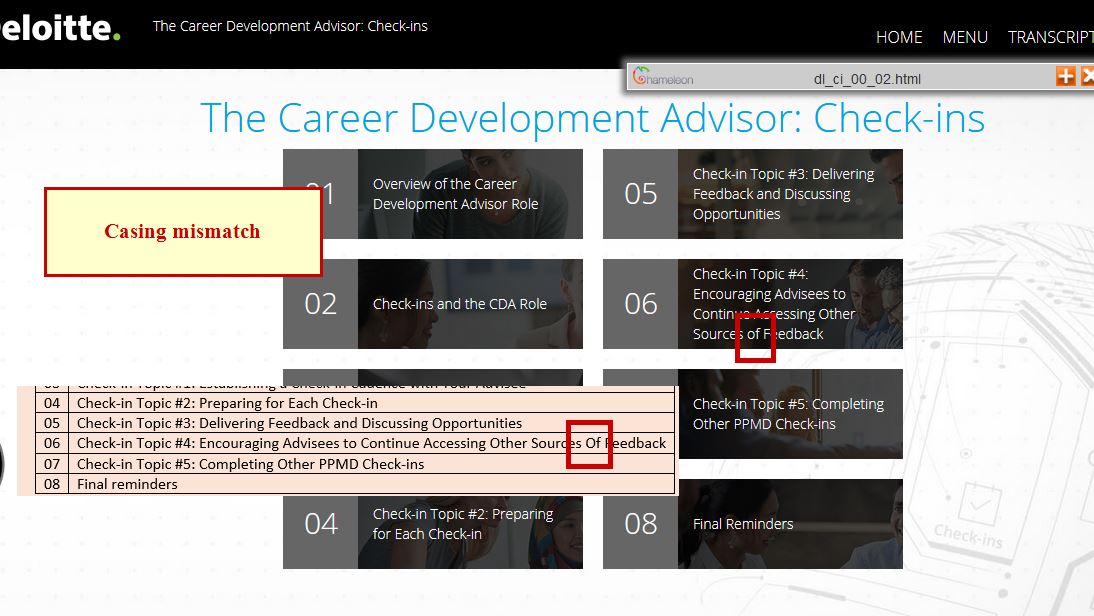 Deloitte.
The Career Development Advisor: Check-ins
HOME MENU TRANSCRIPT
Chameleon
dl_ci_00_02.html
The Career Development Advisor: Check-ins
01
Overview of the Career
Development Advisor Role
05
Check-in Topic #3: Delivering
Feedback and Discussing
Opportunities
Casing mismatch
02
Check-ins and the CDA Role
06
Check-in Topic #4:
Encouraging Advisees to
Continue Accessing Other
Sources of Feedback
03 Check-in Topic #1: Establishing a Check-in Cadence with Your Advisee
04 Check-in Topic #2: Preparing for Each Check-in
05 Check-in Topic #3: Delivering Feedback and Discussing Opportunities
06 Check-in Topic #4: Encouraging Advisees to Continue Accessing Other Sources Of Feedback
07 Check-in Topic #5: Completing Other PPMD Check-ins
08 Final reminders
Check-in Topic #5: Completing
Other PPMD Check-ins
04
Check-in Topic #2: Preparing
for Each Check-in
08
Final Reminders
Check-ins